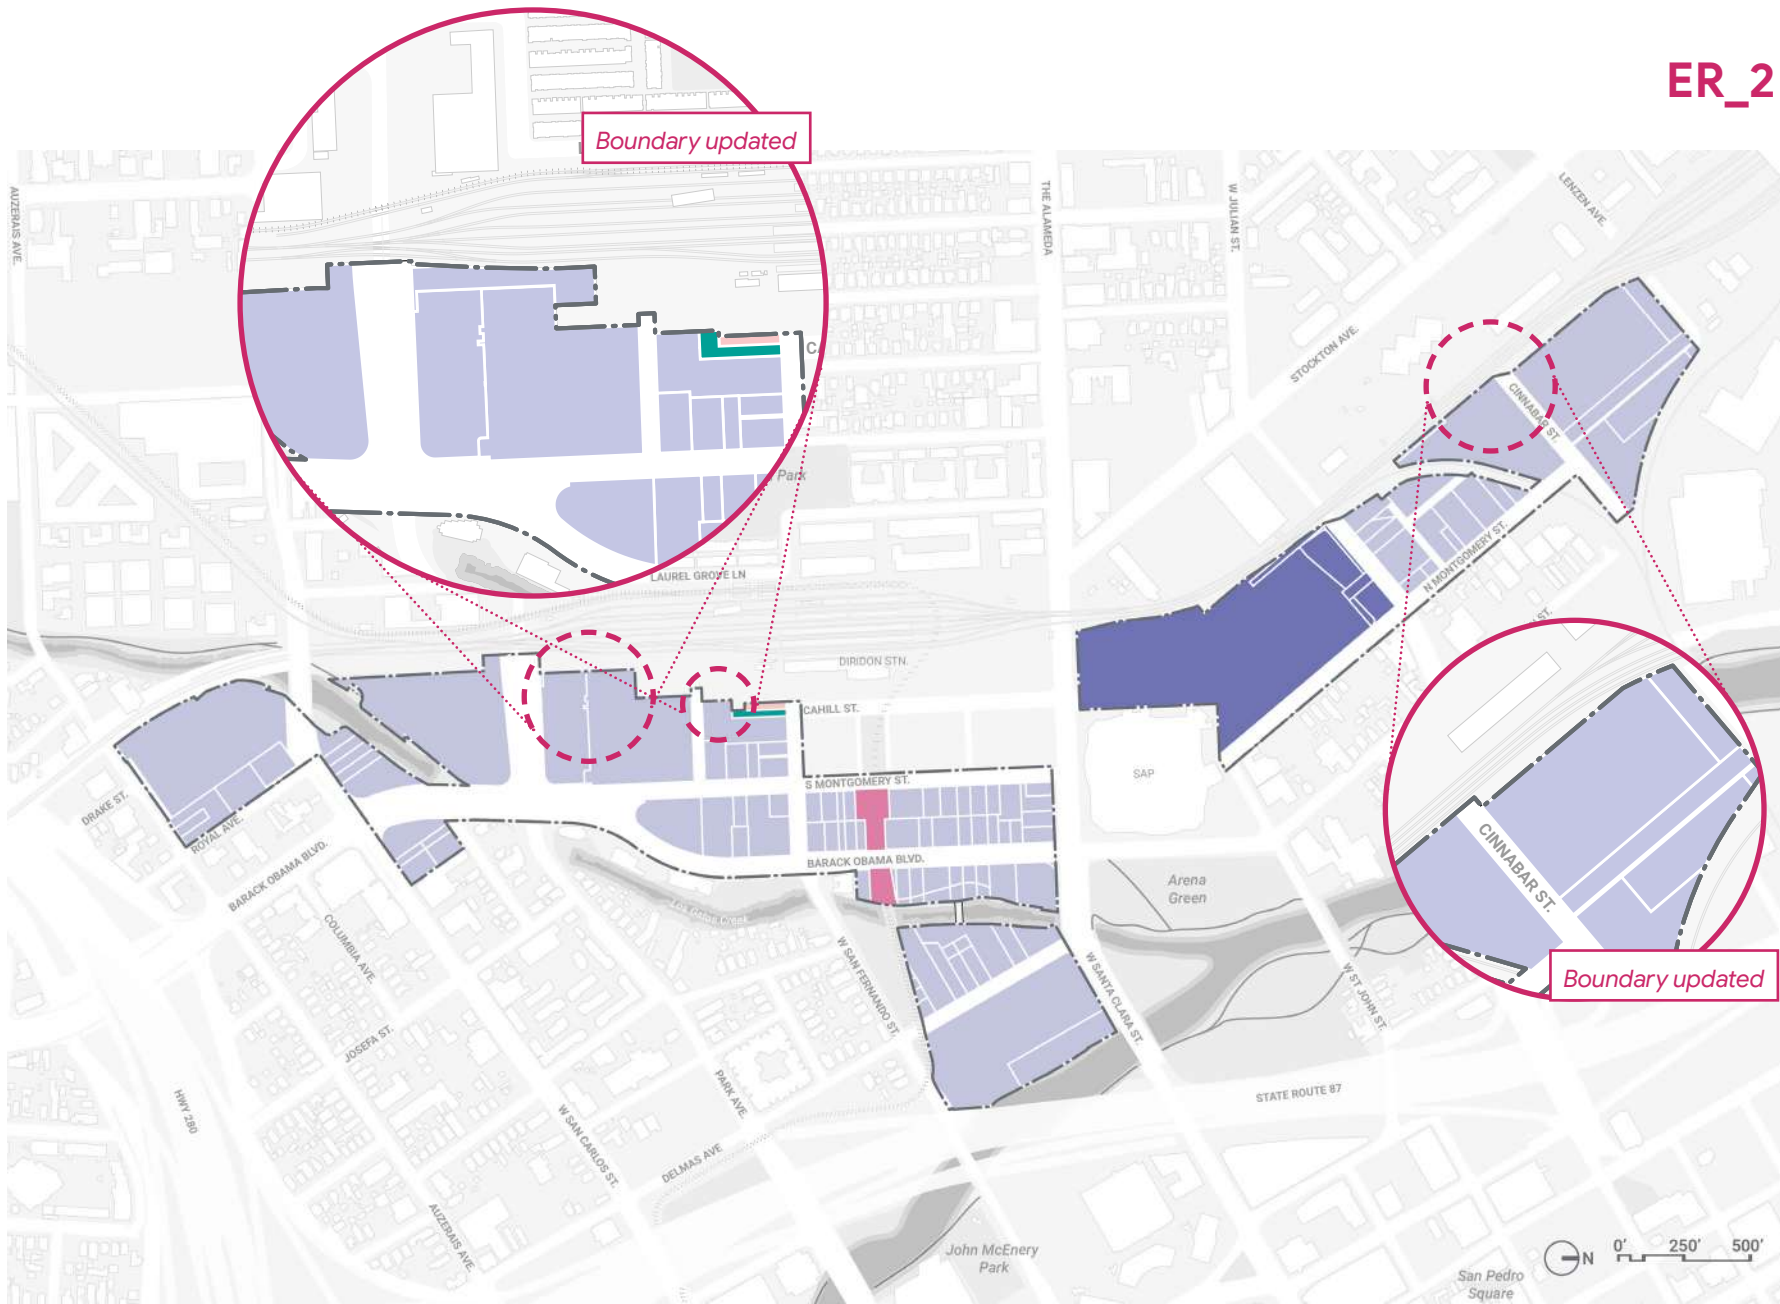 ER_2
Boundary updated
AUZERAIS AVE.
THE ALAMEDA
W JULIAN ST.
LENZEN AVE.
STOCKTON AVE.
CINNABAR ST.
Park
LAUREL GROVE LN
N MONTGOMERY ST.
DIRIDON STN.
CAHILL ST.
S MONTGOMERY ST.
SAP
DRAKE ST.
ROYAL AVE.
BARACK OBAMA BLVD.
BARACK OBAMA BLVD.
Los Gatos Creek
Arena
Green
CINNABAR ST.
Boundary updated
COLUMBIA AVE.
W SAN FERNANDO ST.
W SANTA CLARA ST.
W ST JOHN ST.
JOSEFA ST.
HWY 280
PARK AVE.
W SAN CARLOS ST.
DELMAS AVE
STATE ROUTE 87
AUZERAIS AVE.
John McEnery
Park
San Pedro
Square
N
0' 250' 500'